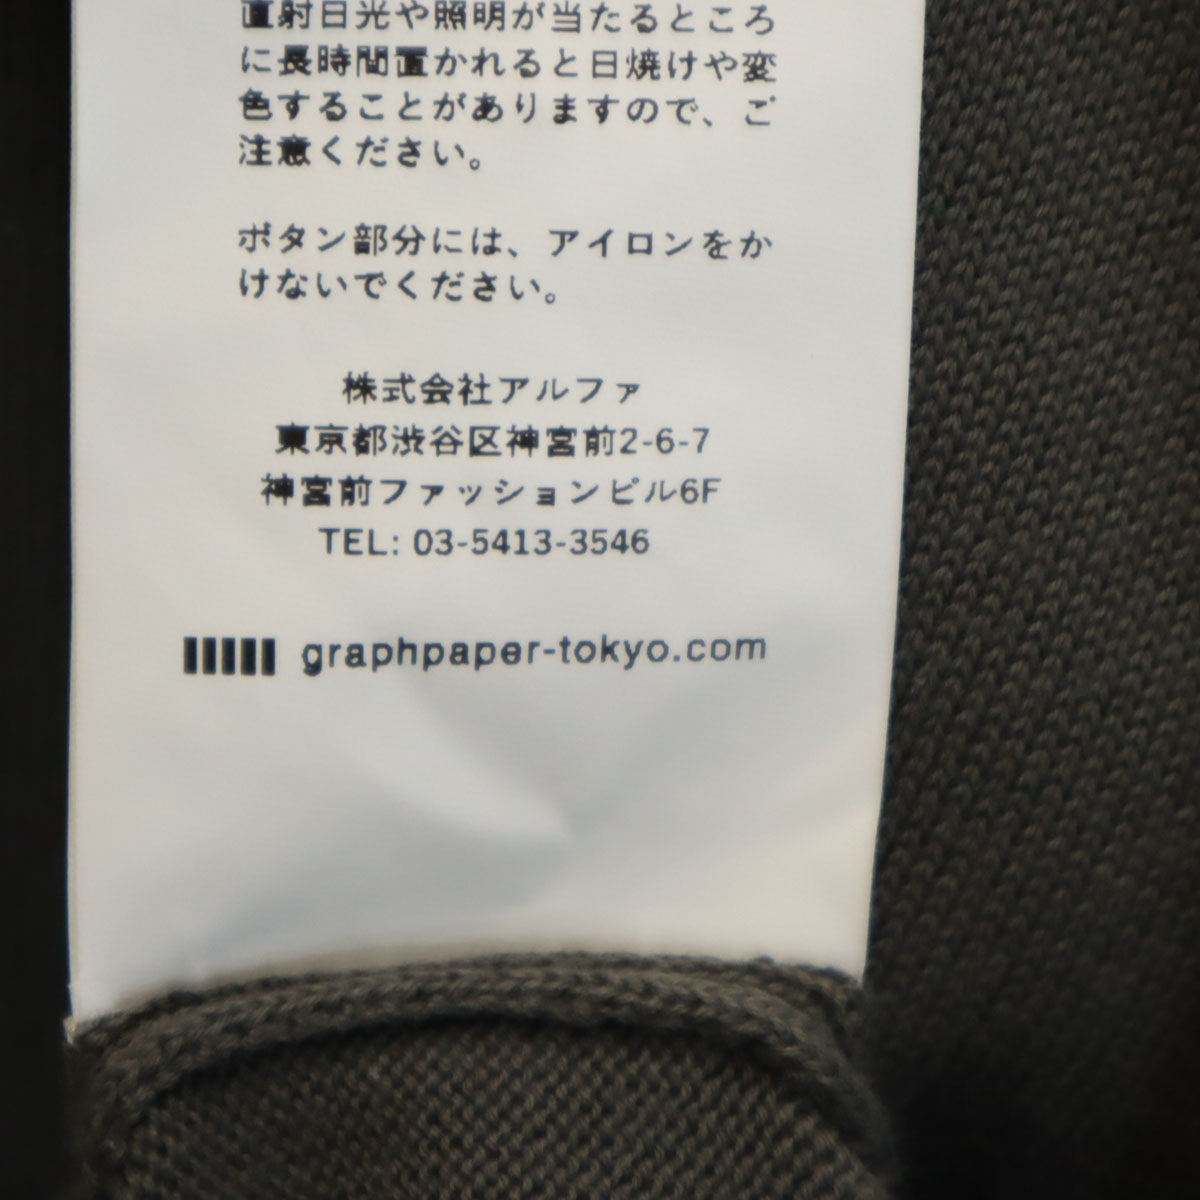 直射日光や照明が当たるところ
に長時間置かれると日焼けや変
色することがありますので、ご
注意ください。
ボタン部分には、アイロンをか
けないでください。
株式会社アルファ
東京都渋谷区神宮前2-6-7
神宮前ファッションビル6F
TEL: 03-5413-3546
graphpaper-tokyo.com